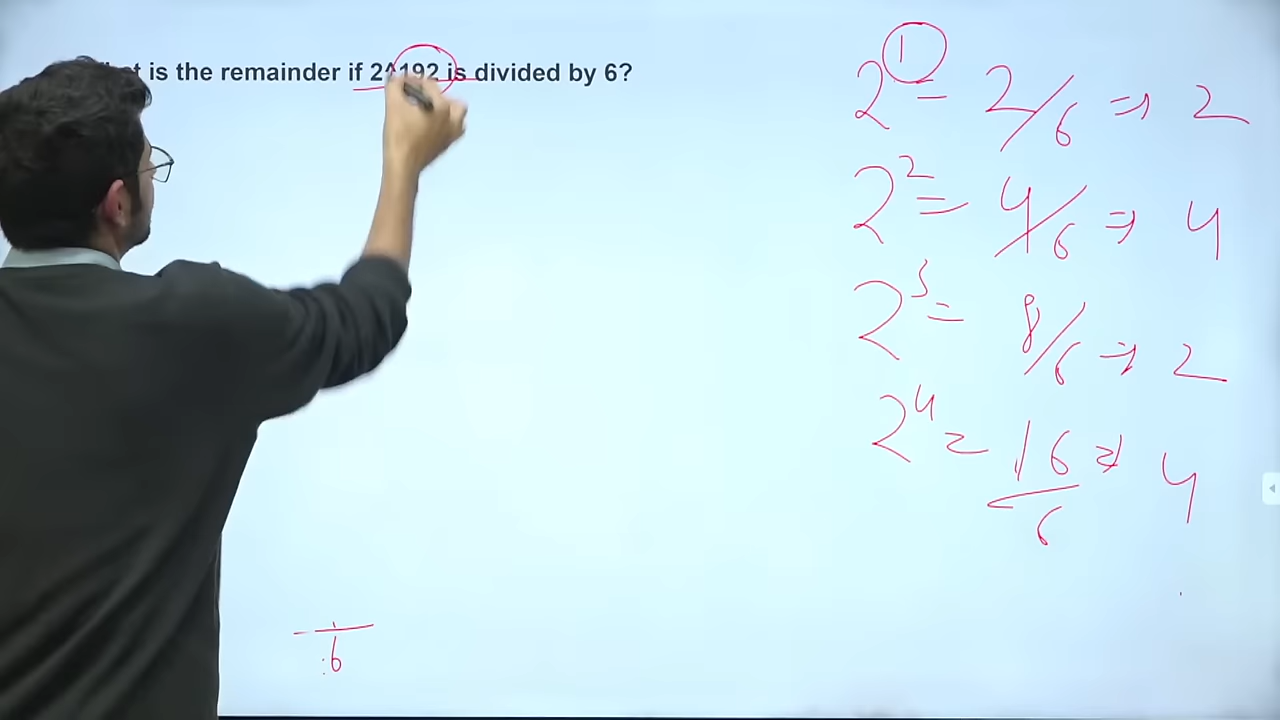 is the remainder if 2^192 is divided by 6?
2^1 = 2/6 ⇒ 2
2^2 = 4/6 ⇒ 4
2^3 = 8/6 ⇒ 2
2^4 = 16/6 ⇒ 4
6